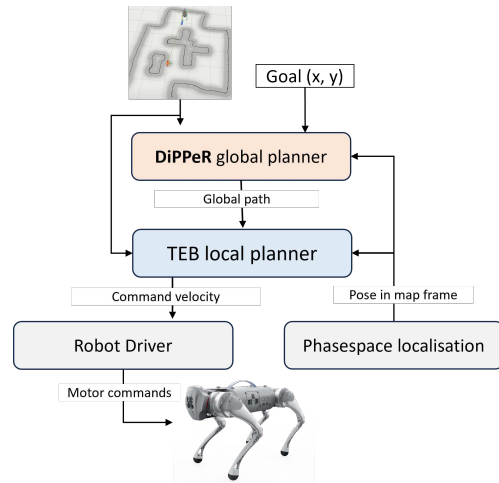 Goal (x, y)
DiPPeR global planner
Global path
TEB local planner
Command velocity
Pose in map frame
Robot Driver
Phasespace localisation
Motor commands